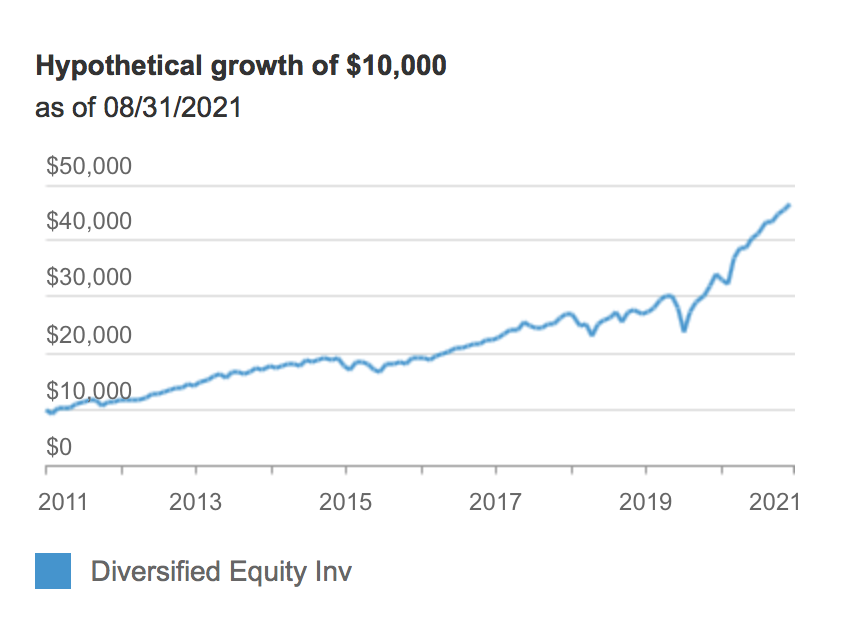 Hypothetical growth of $10,000
as of 08/31/2021
$50,000
$40,000
$30,000
$20,000
$10,000
$0
2011 2013 2015 2017 2019 2021
Diversified Equity Inv